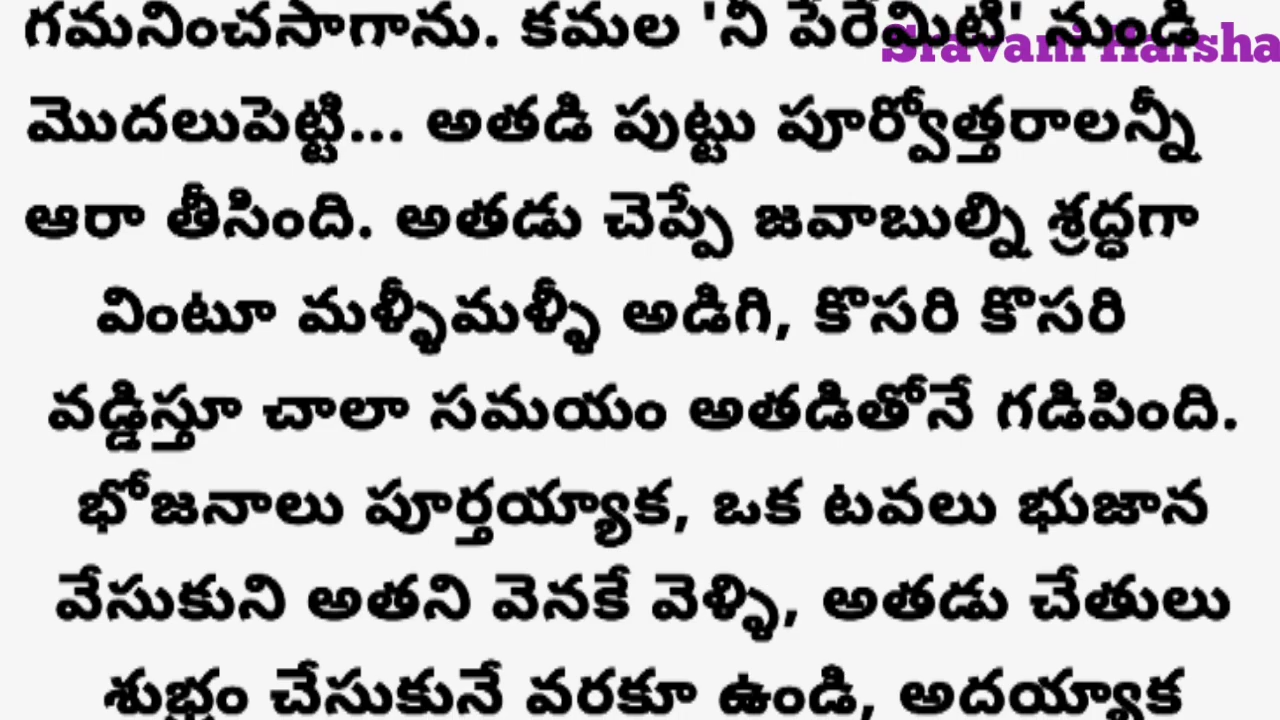 గమనించసాగాను. కమల 'నీ పేరేమిటి' నుండి
Sravani Harsha
మొదలుపెట్టి... అతడి పుట్టు పూర్వోత్తరాలన్నీ
ఆరా తీసింది. అతడు చెప్పే జవాబుల్ని శ్రద్ధగా
వింటూ మళ్ళీమళ్ళీ అడిగి, కొసరి కొసరి
వడ్డిస్తూ చాలా సమయం అతడితోనే గడిపింది.
భోజనాలు పూర్తయ్యాక, ఒక టవలు భుజాన
వేసుకుని అతని వెనకే వెళ్ళి, అతడు చేతులు
శుభ్రం చేసుకునే వరకూ ఉండి, అదయ్యాక